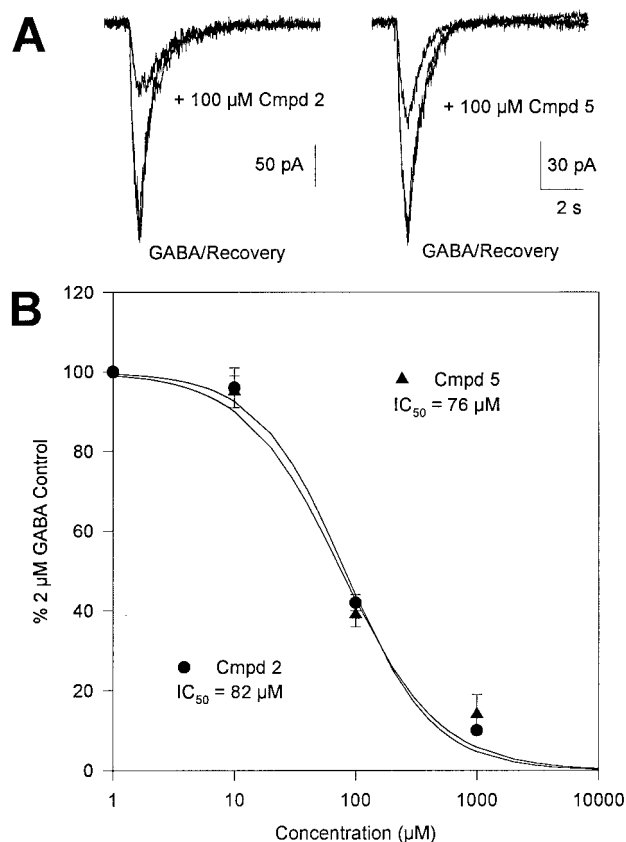 A
+ 100 µM Cmpd 2
+ 100 µM Cmpd 5
50 pA
30 pA
2 s
GABA/Recovery
GABA/Recovery
B
120
100
80
60
40
20
0
% 2 µM GABA Control
Cmpd 5
IC50 = 76 µM
Cmpd 2
IC50 = 82 µM
1
10
100
1000
10000
Concentration (µM)